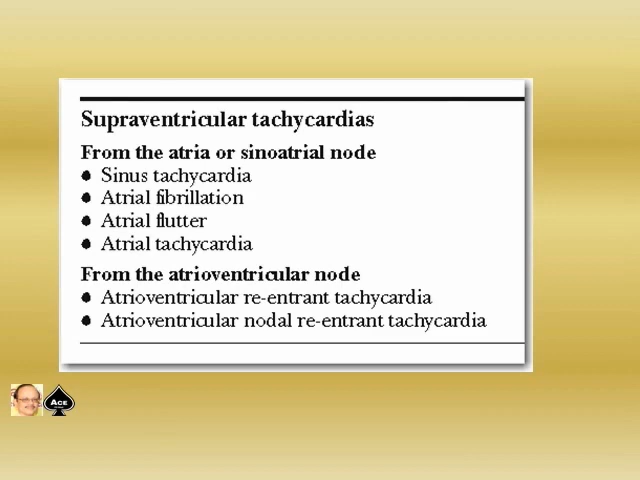 Supraventricular tachycardias
From the atria or sinoatrial node
● Sinus tachycardia
● Atrial fibrillation
● Atrial flutter
● Atrial tachycardia
From the atrioventricular node
● Atrioventricular re-entrant tachycardia
● Atrioventricular nodal re-entrant tachycardia
ACE